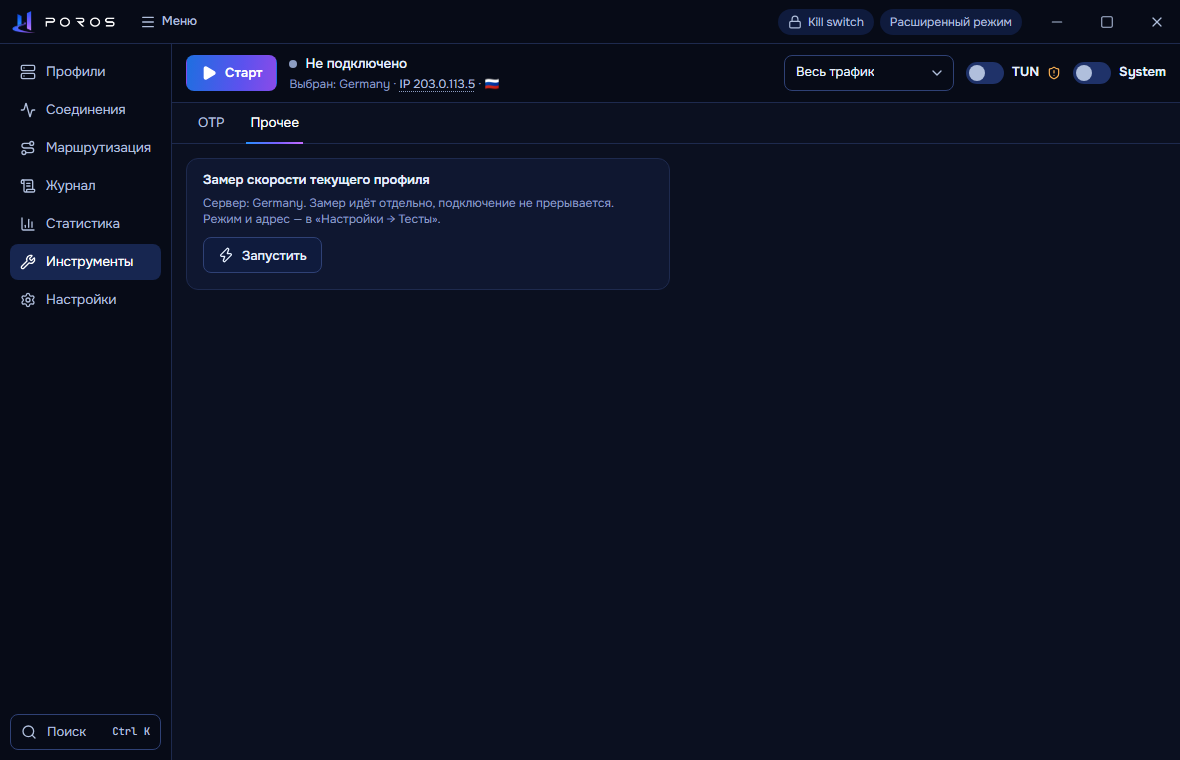 POROS
Меню
Kill switch
Расширенный режим
Профили
Соединения
Маршрутизация
Журнал
Статистика
Инструменты
Настройки
Поиск Ctrl K
Старт
Не подключено
Выбран: Germany · IP 203.0.113.5 ·
Весь трафик
TUN
System
OTP
Прочее
Замер скорости текущего профиля
Сервер: Germany. Замер идёт отдельно, подключение не прерывается.
Режим и адрес — в «Настройки → Тесты».
Запустить